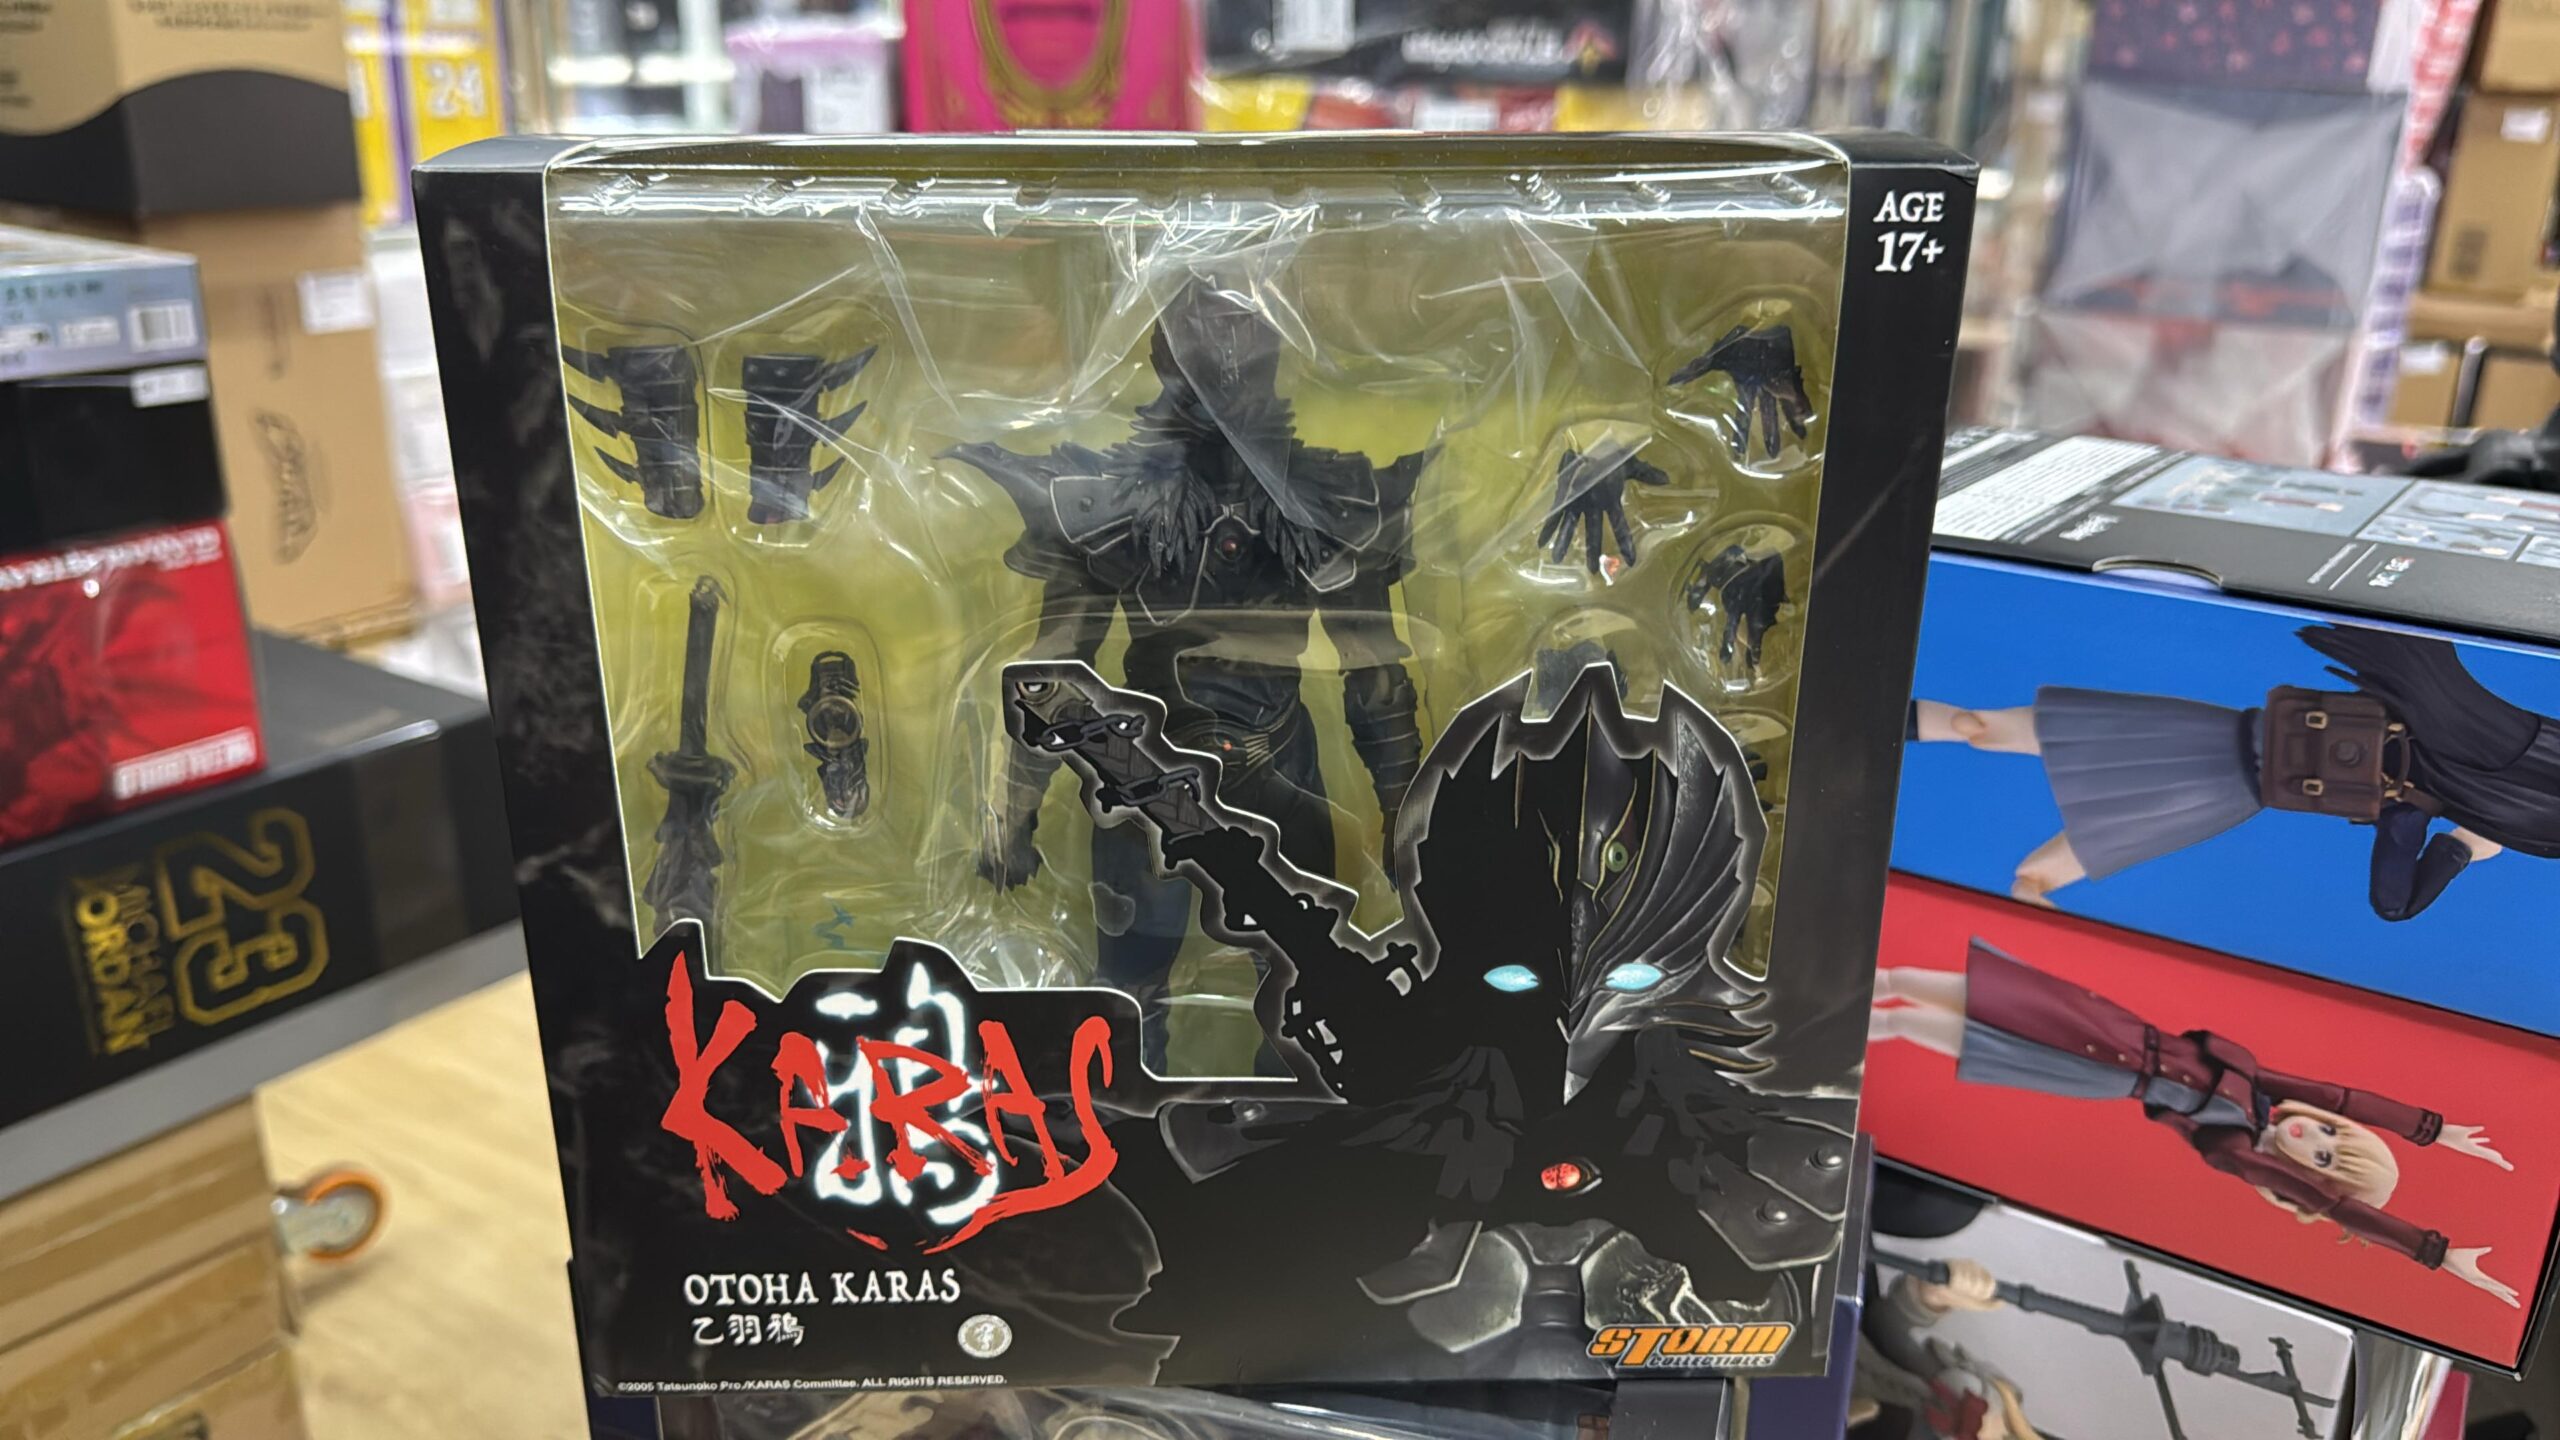 AGE
17+
鴉
KARAS
OTOHA KARAS
乙羽鴉
STORM
COLLECTIBLES
©2005 Tatsunoko Pro./KARAS Committee. ALL RIGHTS RESERVED.
24
23
MICHAEL
JORDAN